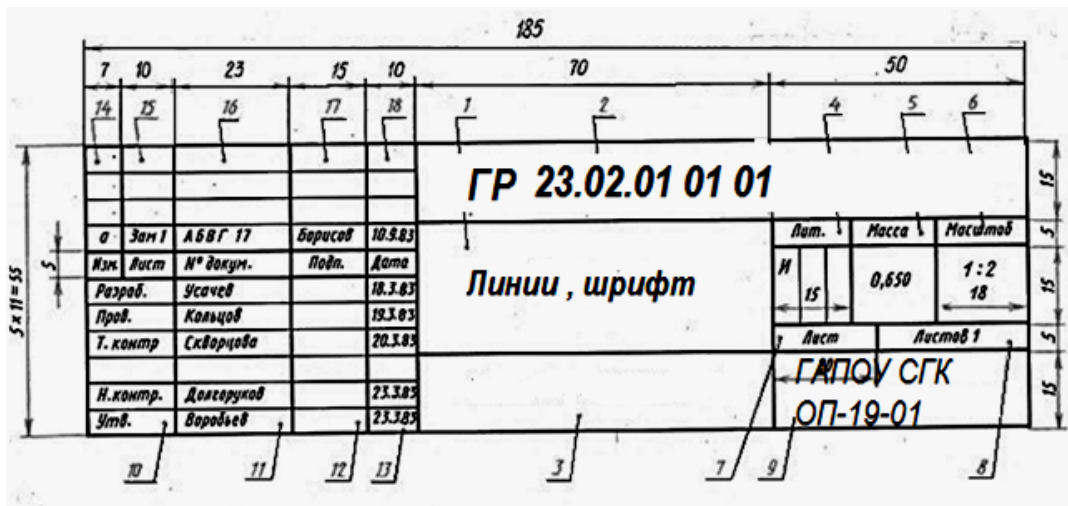 185
7 10 23 15 10 70 50
14 15 16 17 18 1 2 4 5 6
ГР 23.02.01 01 01
15
а Зам 1 АБВГ 17 Борисов 10.9.83
Лит. Масса Масштаб
5
Изм. Лист № докум. Подп. Дата
5
5 х 11 = 55
Линии , шрифт
И 15 0,650 1 : 2
18
15
Разроб. Усачев 18.3.83
Пров. Кольцов 19.3.83
Т. контр Скворцова 20.3.83
Лист Листов 1
5
ГАПОУ СГК
ОП-19-01
15
Н.контр. Долгоруков 23.3.83
Утв. Воробьев 23.3.83
10 11 12 13 3 7 9 8